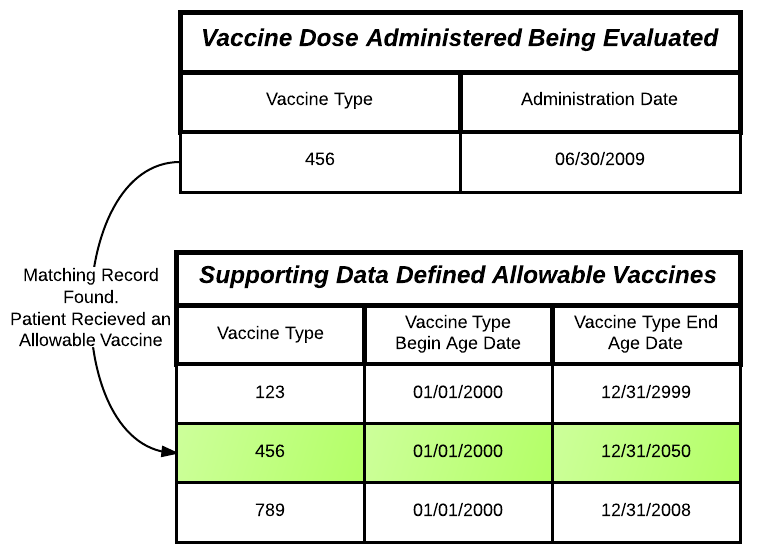 Vaccine Dose Administered Being Evaluated
Vaccine Type Administration Date
456 06/30/2009
Matching Record
Found.
Patient Recieved an
Allowable Vaccine
Supporting Data Defined Allowable Vaccines
Vaccine Type
Vaccine Type
Begin Age Date
Vaccine Type End
Age Date
123 01/01/2000 12/31/2999
456 01/01/2000 12/31/2050
789 01/01/2000 12/31/2008